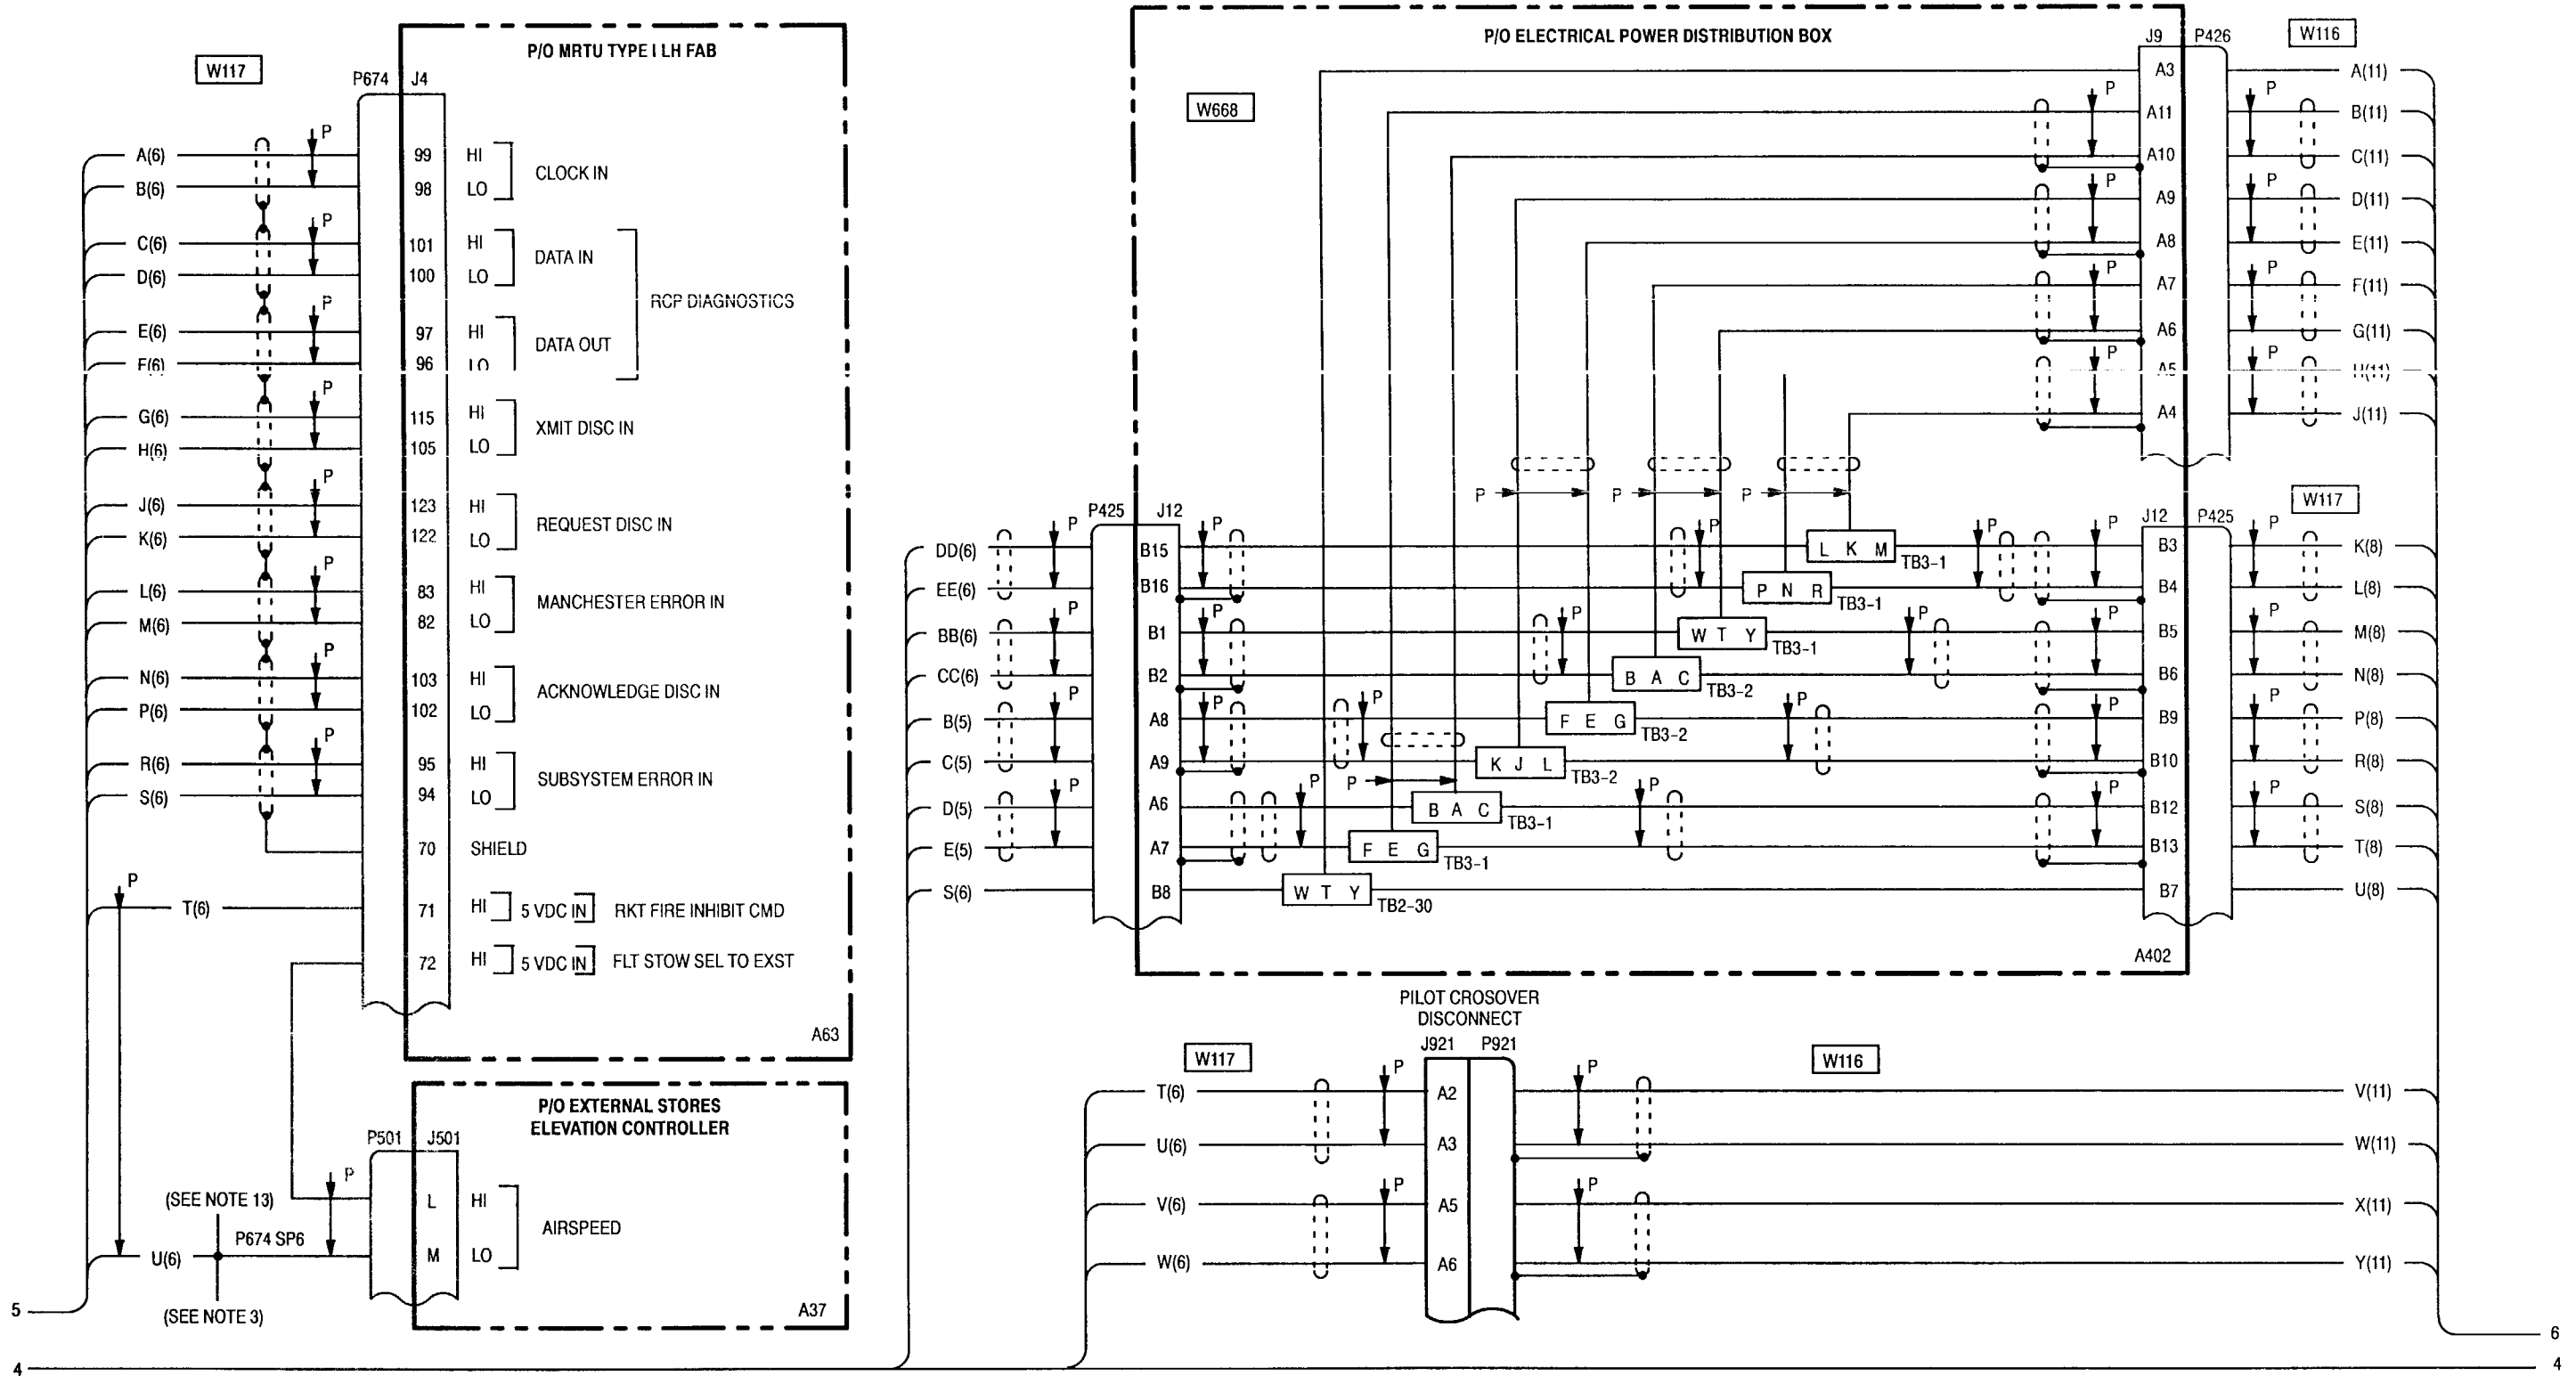 P/O MRTU TYPE I LH FAB
W117
P674 J4
P
A(6) 99 HI
CLOCK IN
B(6) 98 LO
P
C(6) 101 HI
DATA IN
D(6) 100 LO
RCP DIAGNOSTICS
P
E(6) 97 HI
DATA OUT
F(6) 96 LO
P
G(6) 115 HI
XMIT DISC IN
H(6) 105 LO
P
J(6) 123 HI
REQUEST DISC IN
K(6) 122 LO
P
L(6) 83 HI
MANCHESTER ERROR IN
M(6) 82 LO
P
N(6) 103 HI
ACKNOWLEDGE DISC IN
P(6) 102 LO
P
R(6) 95 HI
SUBSYSTEM ERROR IN
S(6) 94 LO
70 SHIELD
P
T(6) 71 HI 5 VDC IN RKT FIRE INHIBIT CMD
72 HI 5 VDC IN FLT STOW SEL TO EXST
A63
P/O EXTERNAL STORES
ELEVATION CONTROLLER
P501 J501
P
(SEE NOTE 13)
L HI
AIRSPEED
P674 SP6
U(6) M LO
(SEE NOTE 3)
A37
5
4
P/O ELECTRICAL POWER DISTRIBUTION BOX
W668
J9 P426
W116
A3 A(11)
P P
A11 B(11)
A10 C(11)
P P
A9 D(11)
A8 E(11)
P P
A7 F(11)
A6 G(11)
P P
A5 H(11)
A4 J(11)
P P P
W117
P425 J12
J12 P425
P P P P P P
DD(6) B15 L K M TB3-1 B3 K(8)
EE(6) B16 P N R TB3-1 B4 L(8)
P P P P P P
BB(6) B1 W T Y TB3-1 B5 M(8)
CC(6) B2 B A C TB3-2 B6 N(8)
P P P P P P
B(5) A8 F E G TB3-2 B9 P(8)
C(5) A9 K J L TB3-2 B10 R(8)
P
P P P P P
D(5) A6 B A C TB3-1 B12 S(8)
E(5) A7 F E G TB3-1 B13 T(8)
S(6) B8 W T Y TB2-30 B7 U(8)
A402
PILOT CROSOVER
DISCONNECT
J921 P921
W117
W116
P P
T(6) A2 V(11)
U(6) A3 W(11)
P P
V(6) A5 X(11)
W(6) A6 Y(11)
6
4